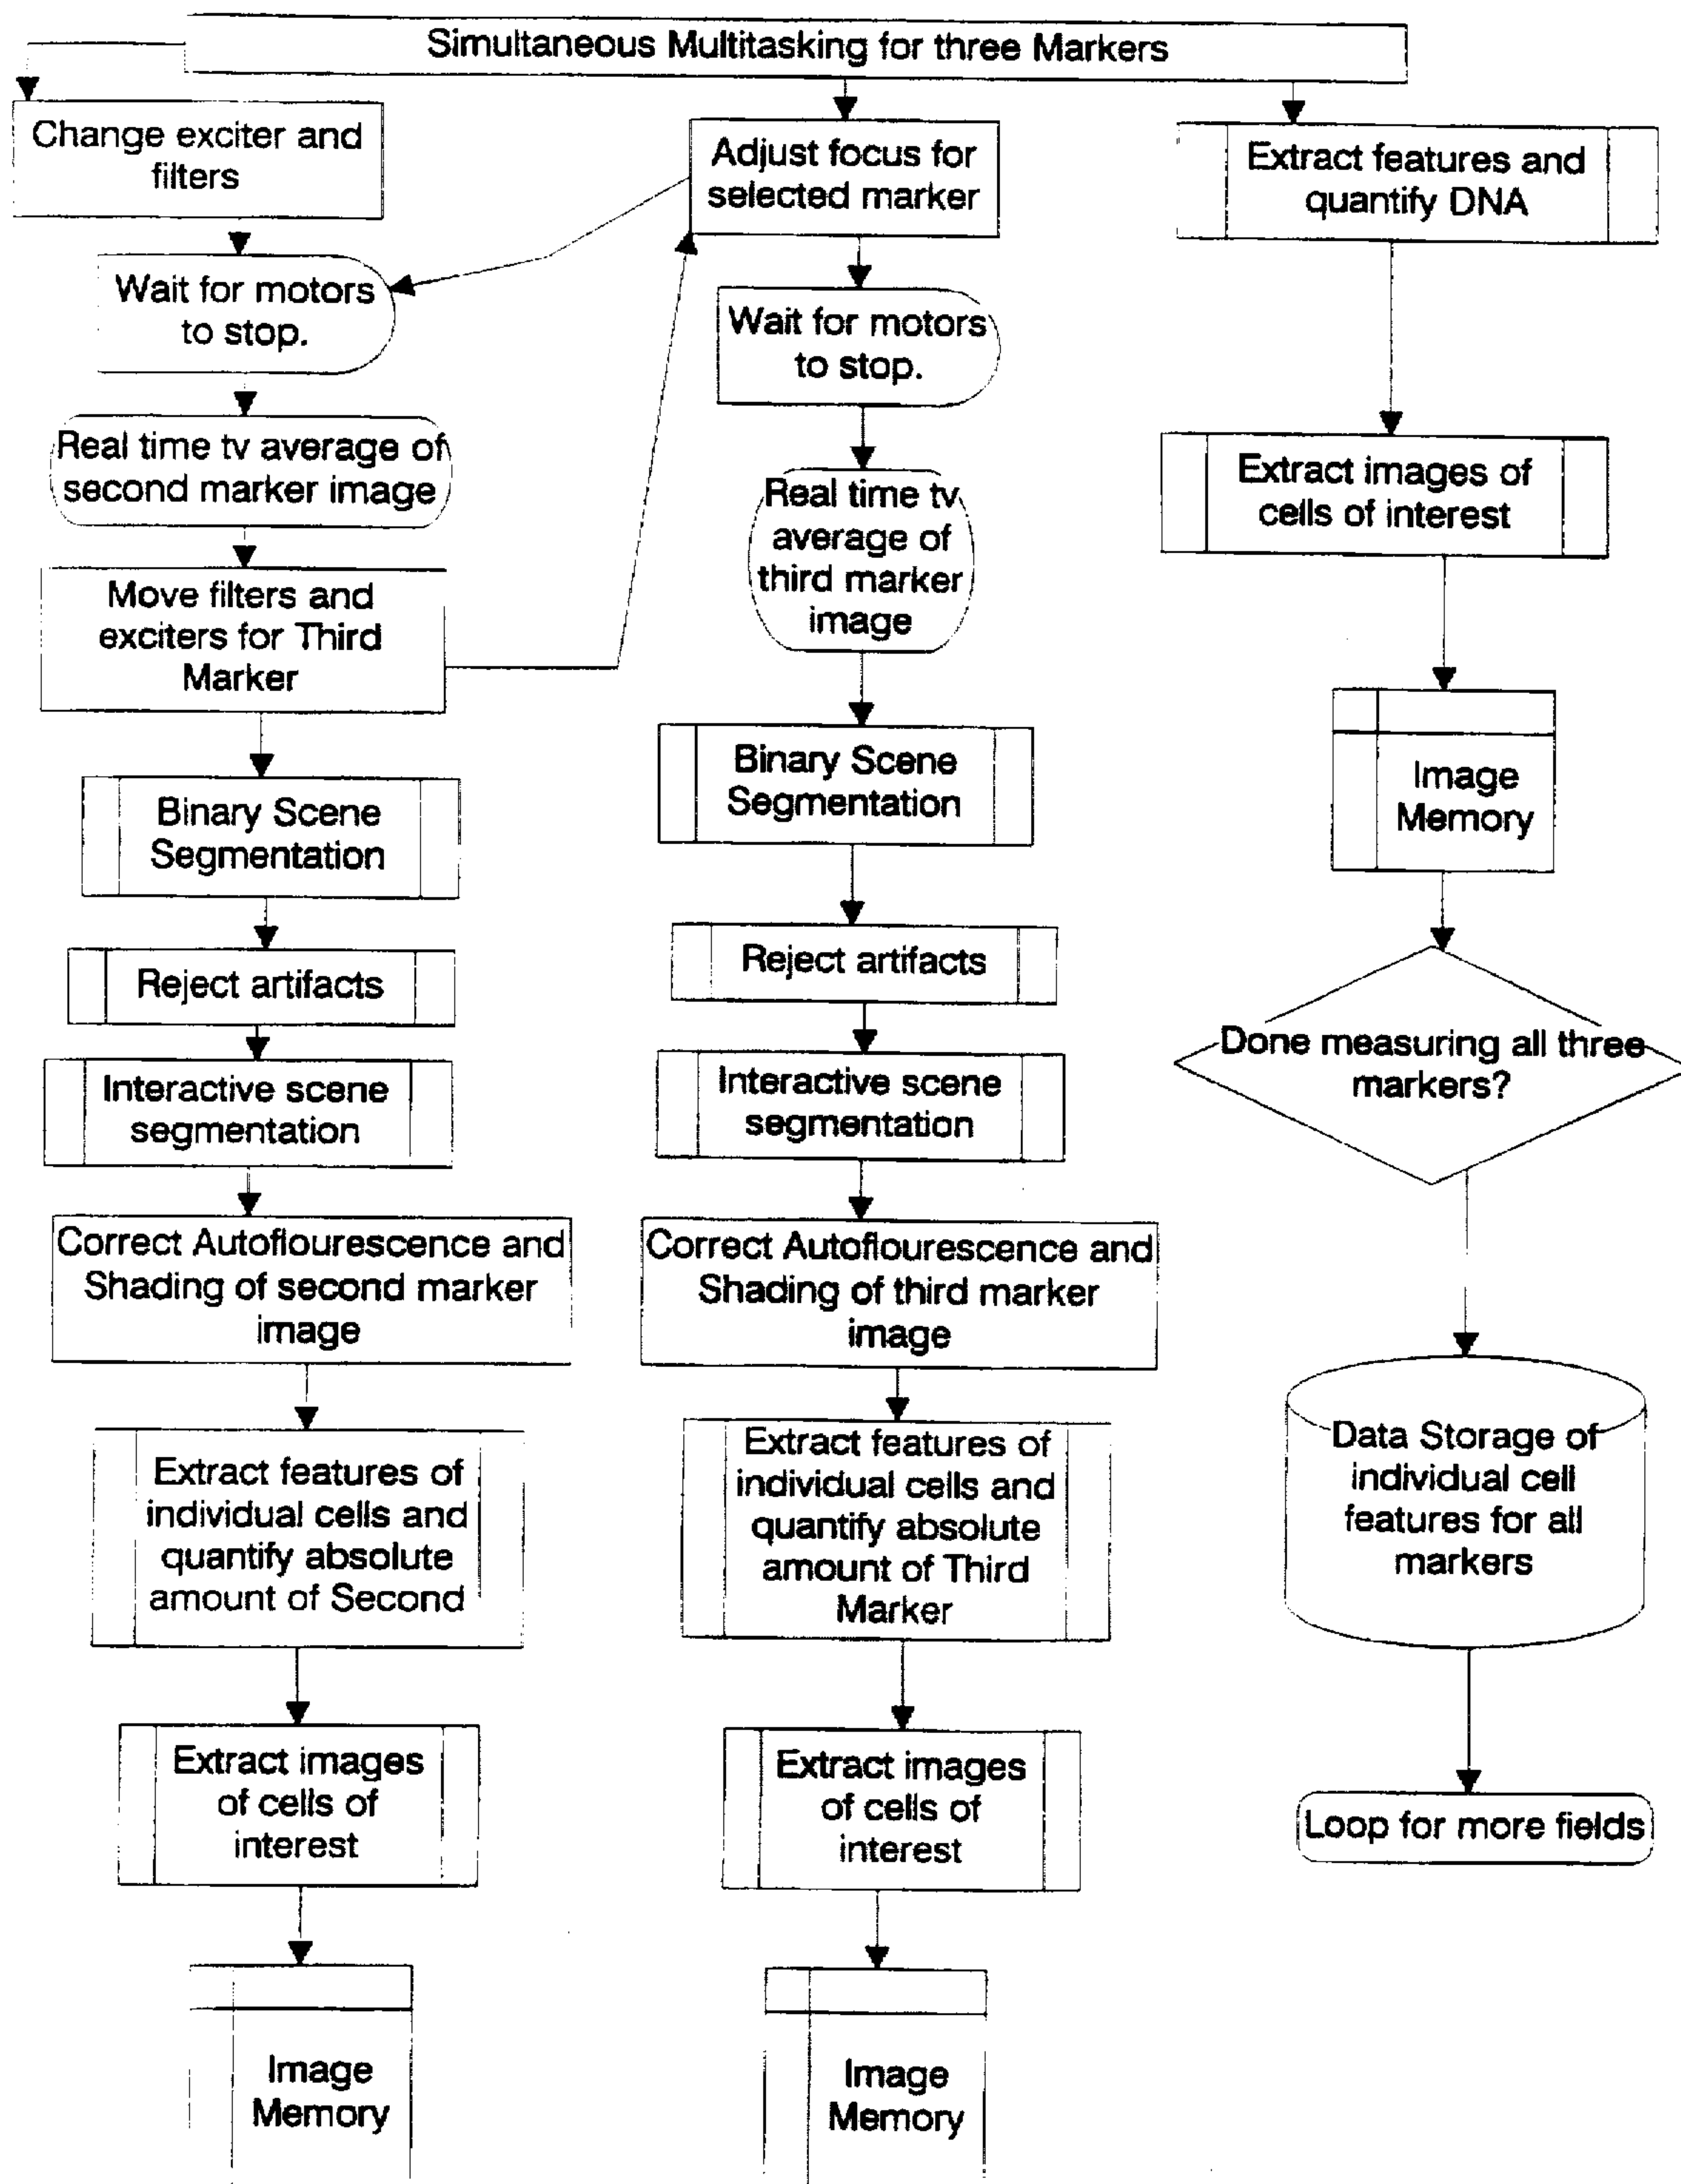 Simultaneous Multitasking for three Markers
Change exciter and
filters
Wait for motors
to stop.
Real time tv average of
second marker image
Move filters and
exciters for Third
Marker
Binary Scene
Segmentation
Reject artifacts
Interactive scene
segmentation
Correct Autoflourescence and
Shading of second marker
image
Extract features of
individual cells and
quantify absolute
amount of Second
Extract images
of cells of
interest
Image
Memory
Adjust focus for
selected marker
Wait for motors
to stop.
Real time tv
average of
third marker
image
Binary Scene
Segmentation
Reject artifacts
Interactive scene
segmentation
Correct Autoflourescence and
Shading of third marker
image
Extract features of
individual cells and
quantify absolute
amount of Third
Marker
Extract images
of cells of
interest
Image
Memory
Extract features and
quantify DNA
Extract images of
cells of interest
Image
Memory
Done measuring all three
markers?
Data Storage of
individual cell
features for all
markers
Loop for more fields